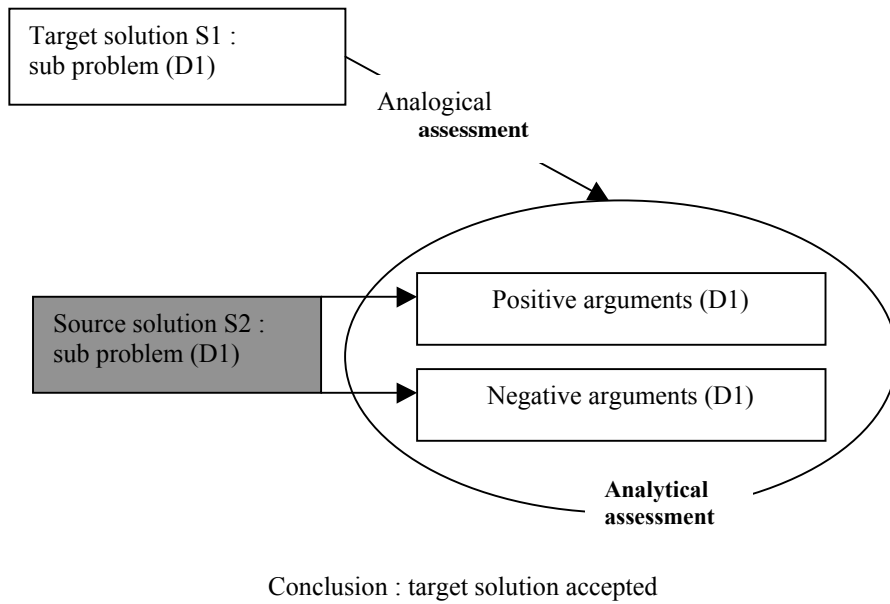 Target solution S1 :
sub problem (D1)
Analogical
assessment
Positive arguments (D1)
Source solution S2 :
sub problem (D1)
Negative arguments (D1)
Analytical
assessment
Conclusion : target solution accepted